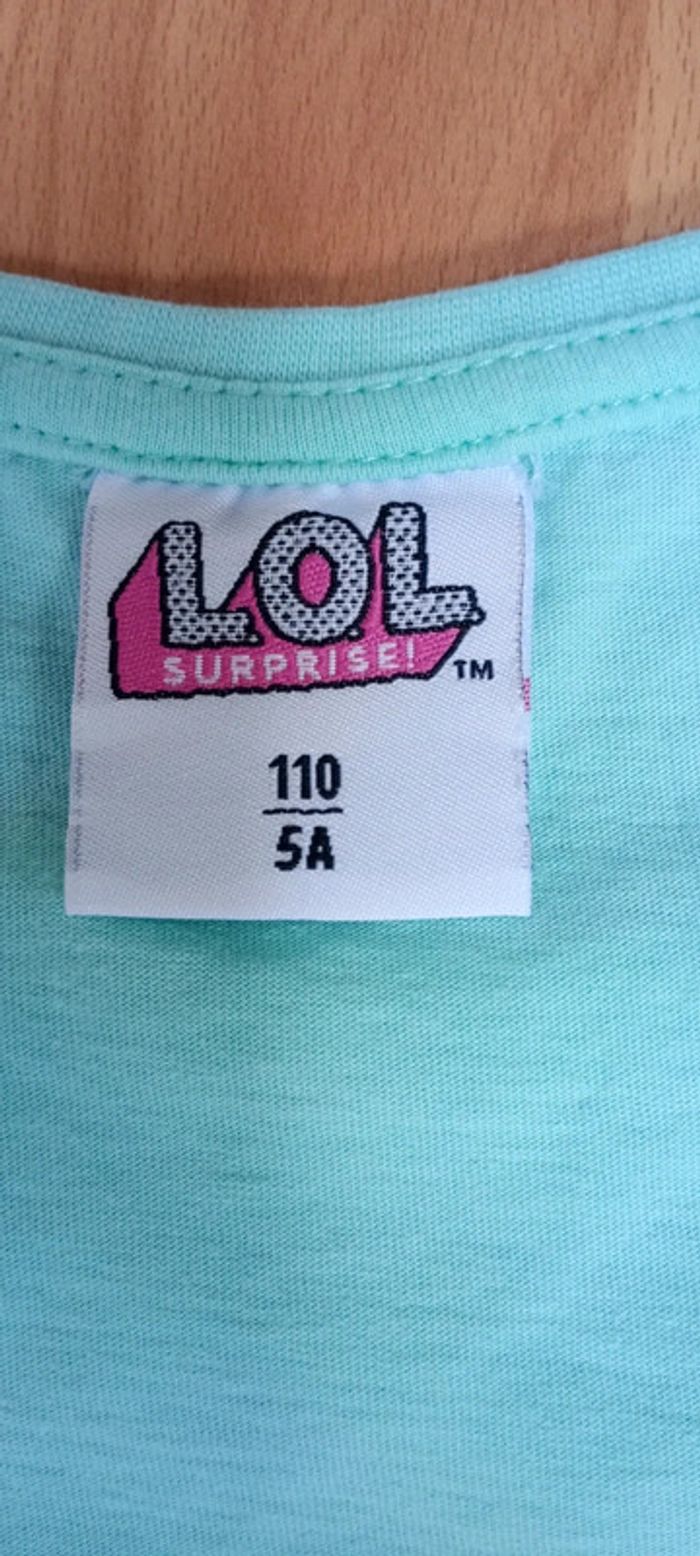 L.O.L.
SURPRISE! TM
110
5A